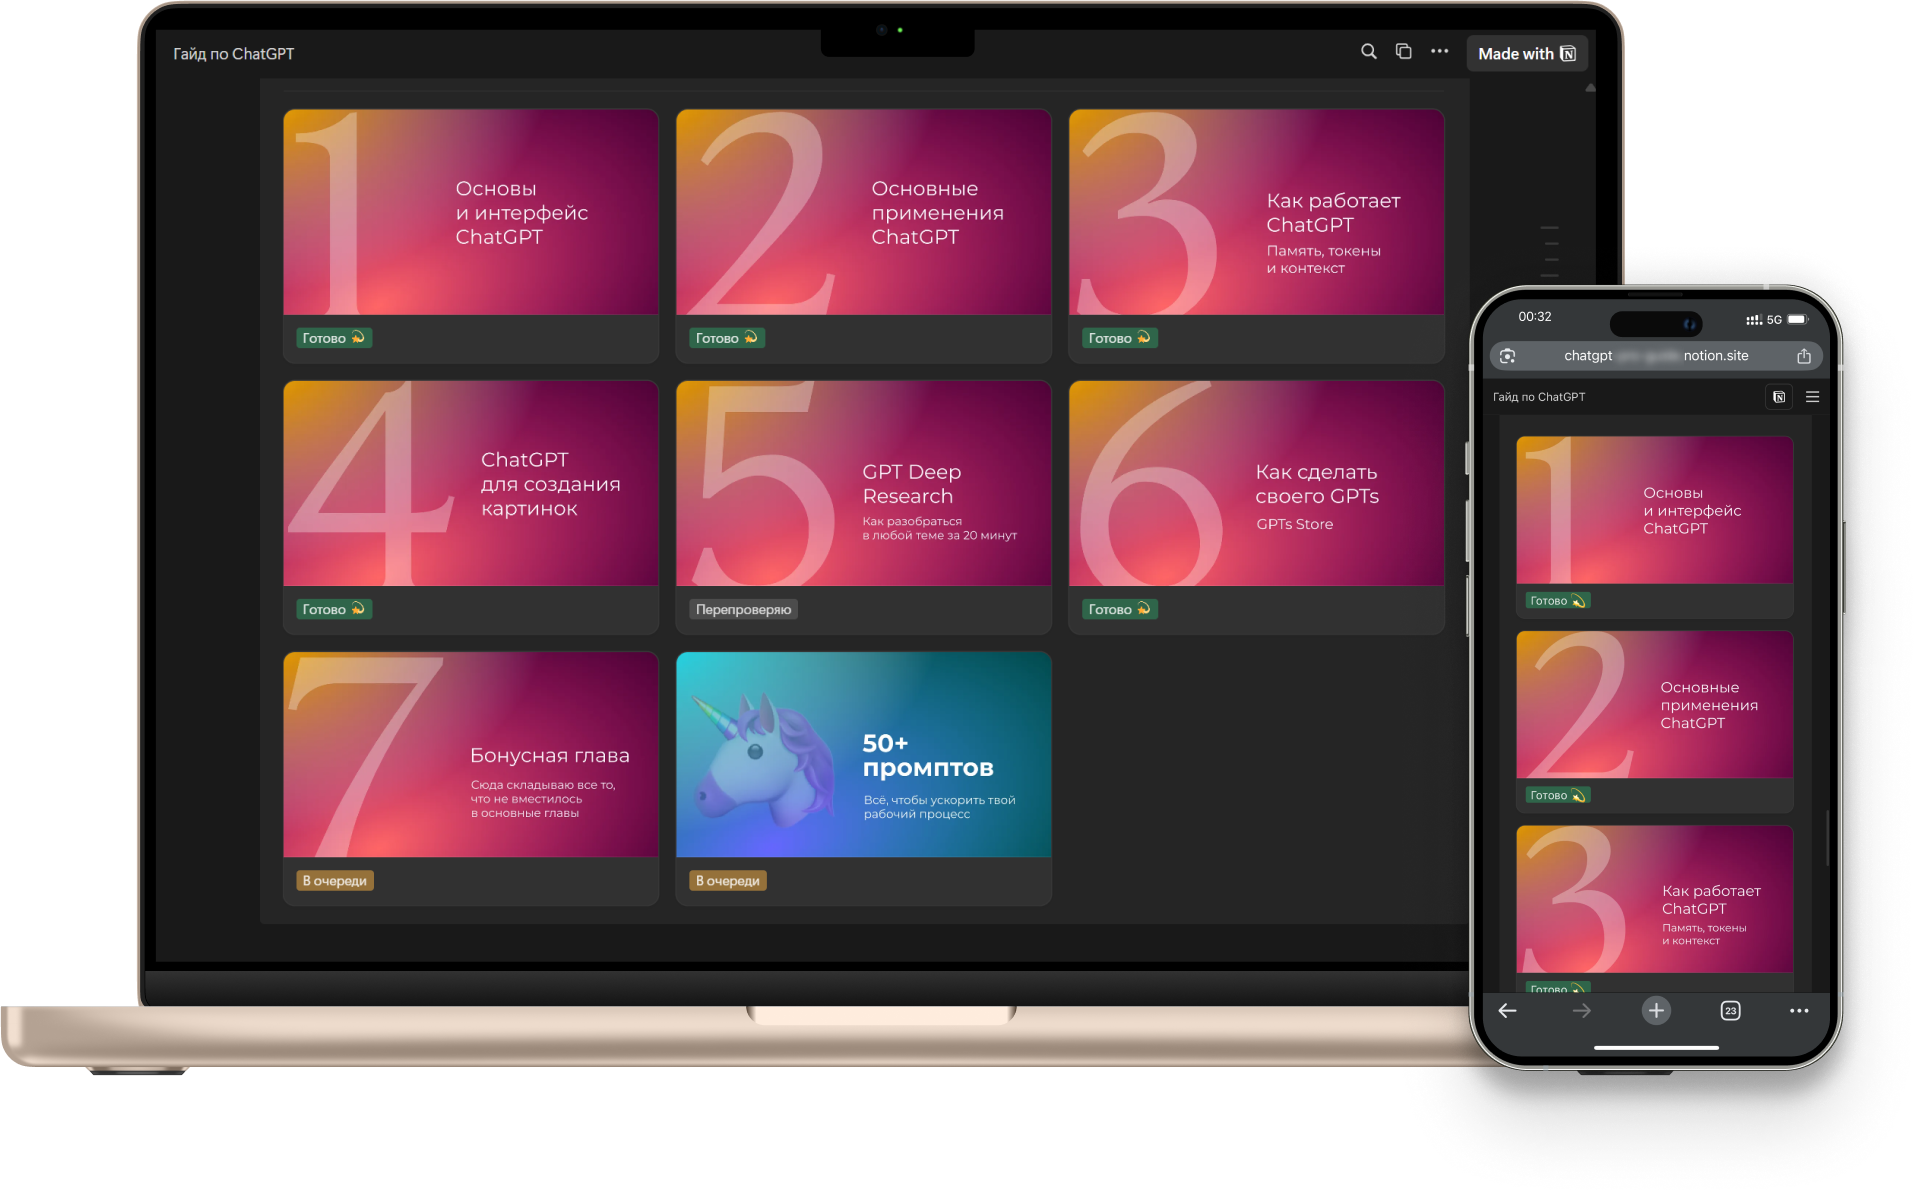 Гайд по ChatGPT
Made with
1
Основы
и интерфейс
ChatGPT
Готово
2
Основные
применения
ChatGPT
Готово
3
Как работает
ChatGPT
Память, токены
и контекст
Готово
4
ChatGPT
для создания
картинок
Готово
5
GPT Deep
Research
Как разобраться
в любой теме за 20 минут
Перепроверяю
6
Как сделать
своего GPTs
GPTs Store
Готово
7
Бонусная глава
Сюда складываю все то,
что не вместилось
в основные главы
В очереди
50+
промптов
Всё, чтобы ускорить твой
рабочий процесс
В очереди
00:32
5G
chatgpt notion.site
Гайд по ChatGPT
1
Основы
и интерфейс
ChatGPT
Готово
2
Основные
применения
ChatGPT
Готово
3
Как работает
ChatGPT
Память, токены
и контекст
Готово
23